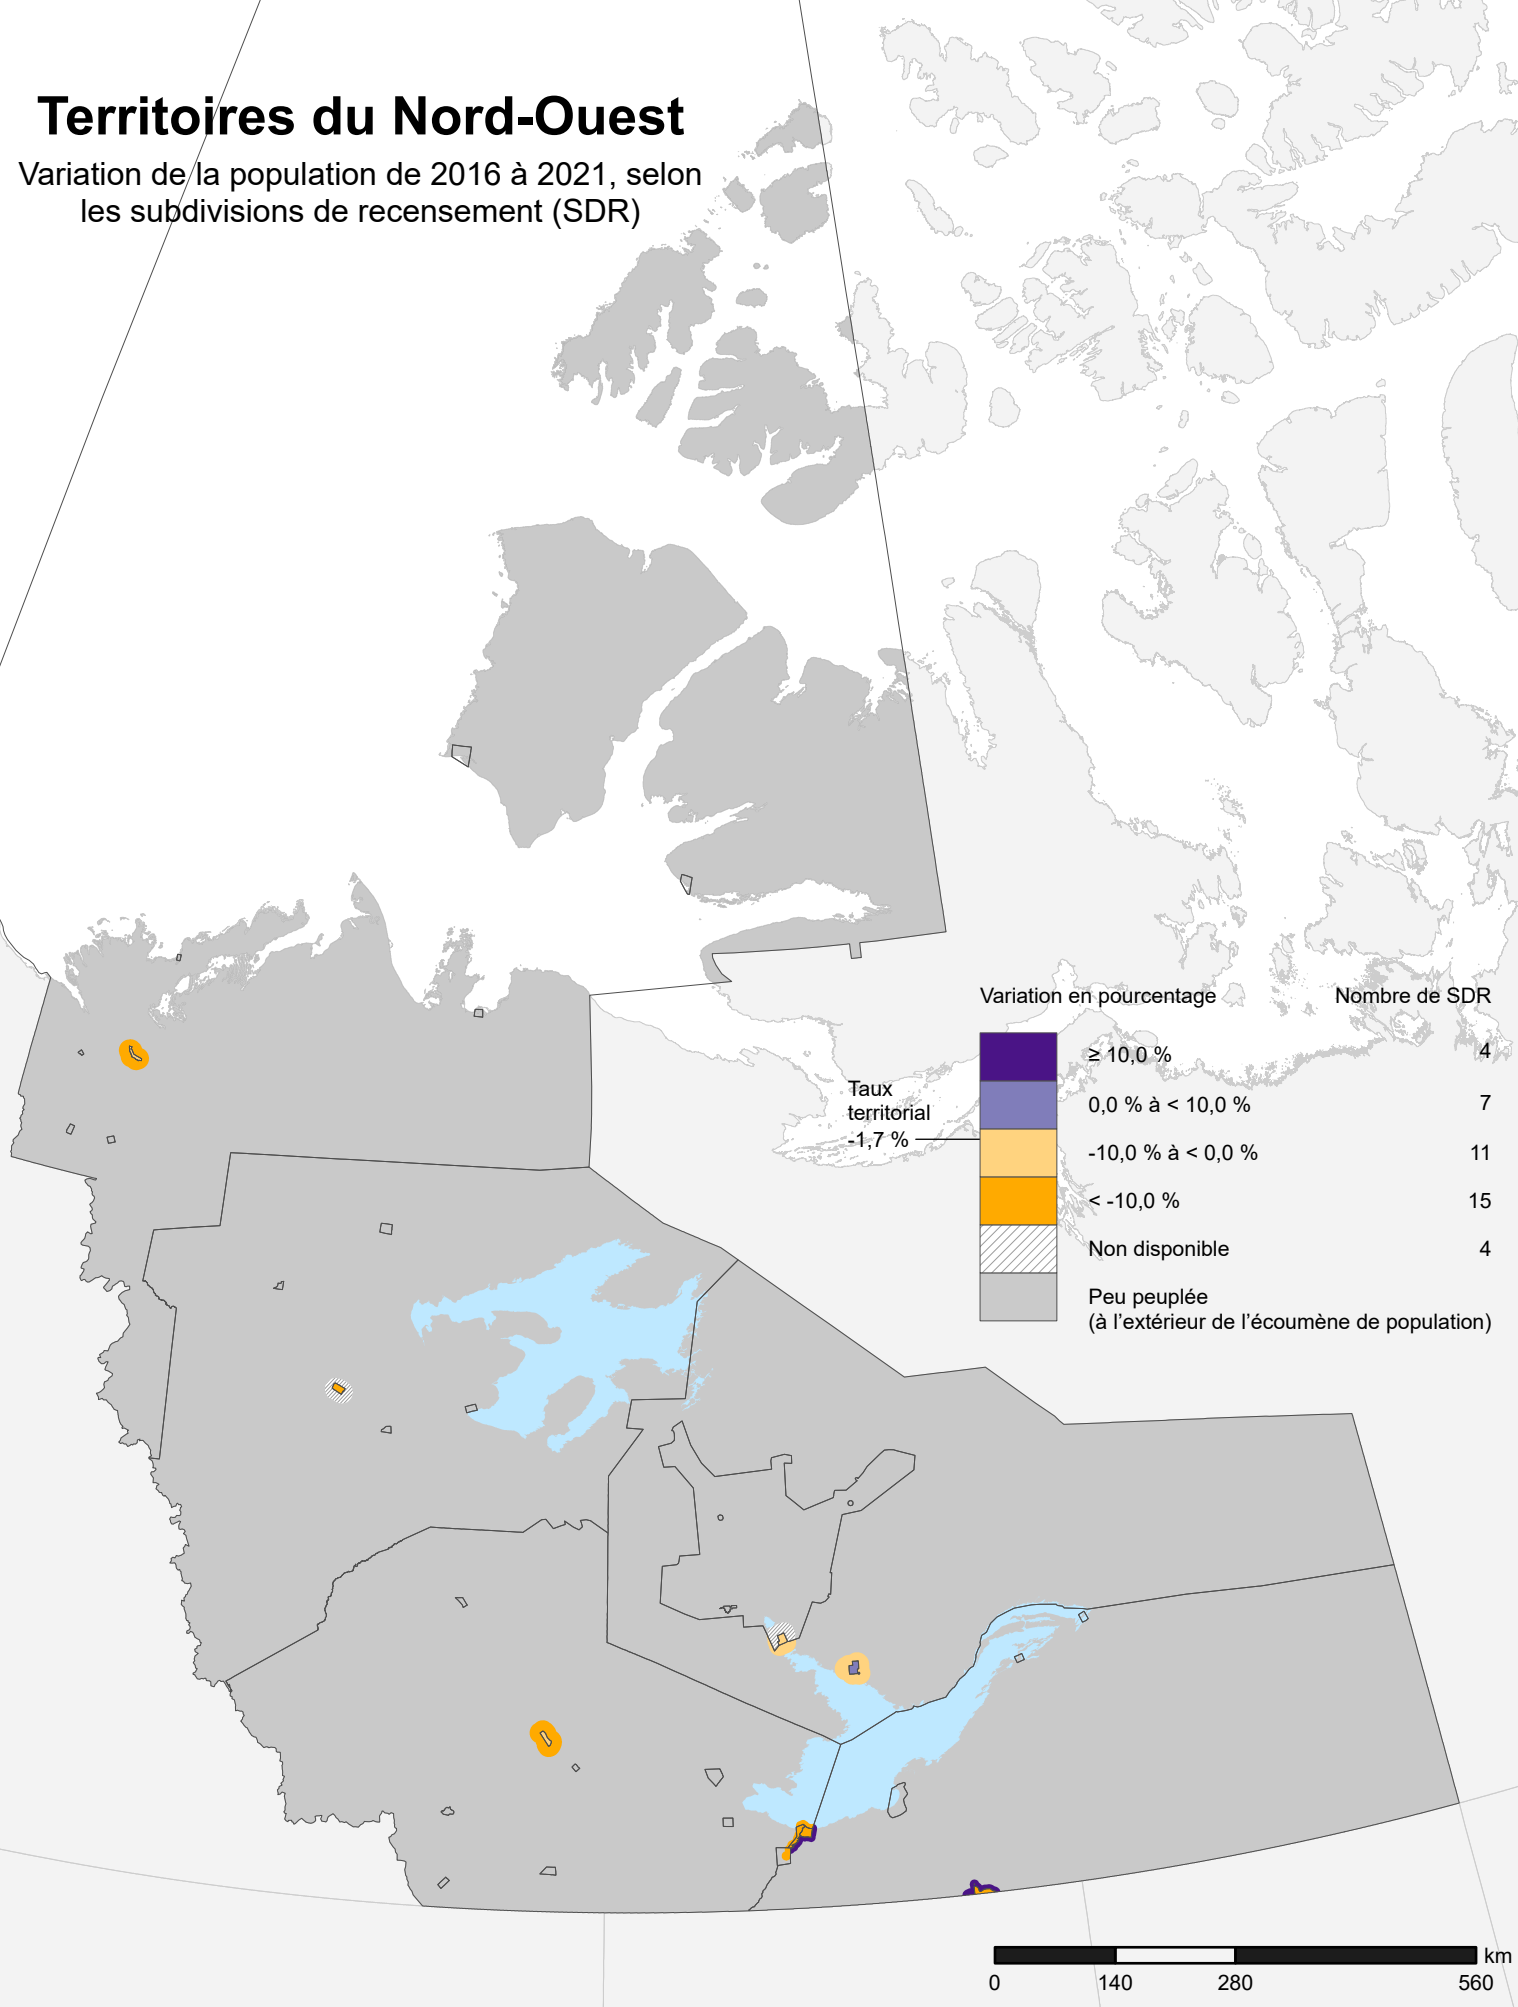 Territoires du Nord-Ouest
Variation de la population de 2016 à 2021, selon
les subdivisions de recensement (SDR)
Variation en pourcentage
Nombre de SDR
≥ 10,0 %
4
0,0 % à < 10,0 %
7
Taux
territorial
-1,7 %
-10,0 % à < 0,0 %
11
< -10,0 %
15
Non disponible
4
Peu peuplée
(à l’extérieur de l’écoumène de population)
km
0 140 280 560